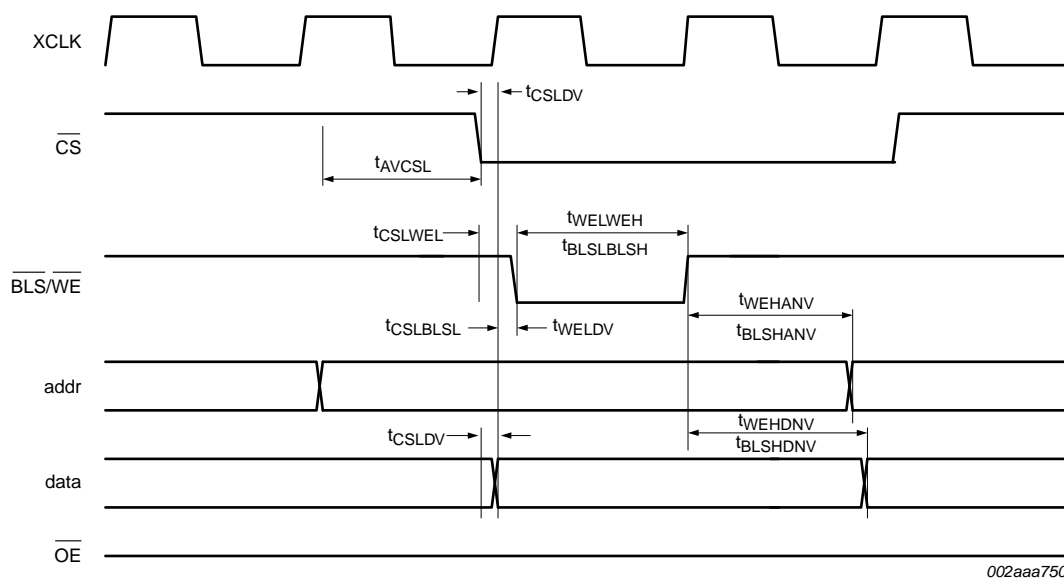 XCLK
tCSLDV
CS
tAVCSL
tWELWEH
tCSLWEL
tBLSLBLSH
BLS/WE
tWEHANV
tCSLBLSL
tWELDV
tBLSHANV
addr
tWEHDNV
tCSLDV
tBLSHDNV
data
OE
002aaa750